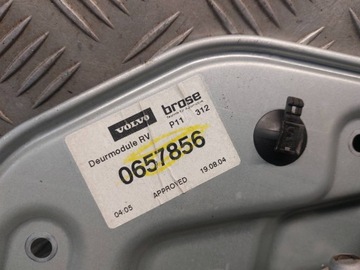 VOLVO brose
P11 312
Deurmodule RV
0657856
04:05 APPROVED 19.08.04